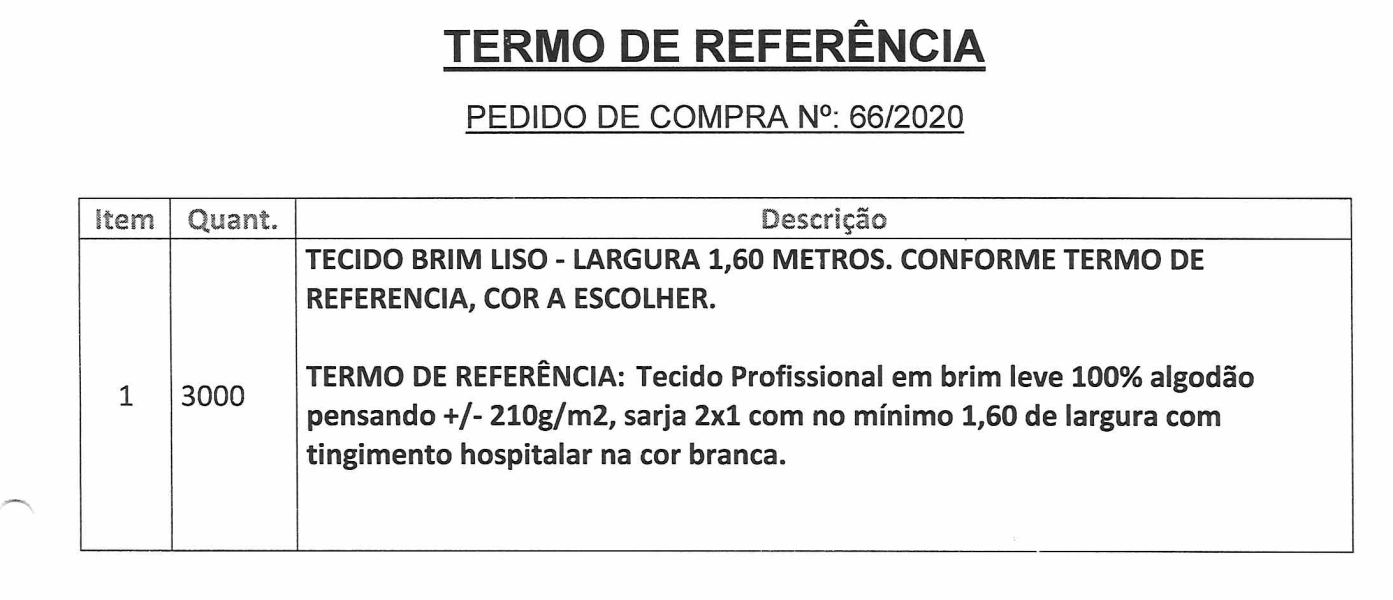 TERMO DE REFERÊNCIA
PEDIDO DE COMPRA Nº: 66/2020
Item Quant. Descrição
TECIDO BRIM LISO - LARGURA 1,60 METROS. CONFORME TERMO DE
REFERENCIA, COR A ESCOLHER.
1 3000 TERMO DE REFERÊNCIA: Tecido Profissional em brim leve 100% algodão
pensando +/- 210g/m2, sarja 2x1 com no mínimo 1,60 de largura com
tingimento hospitalar na cor branca.